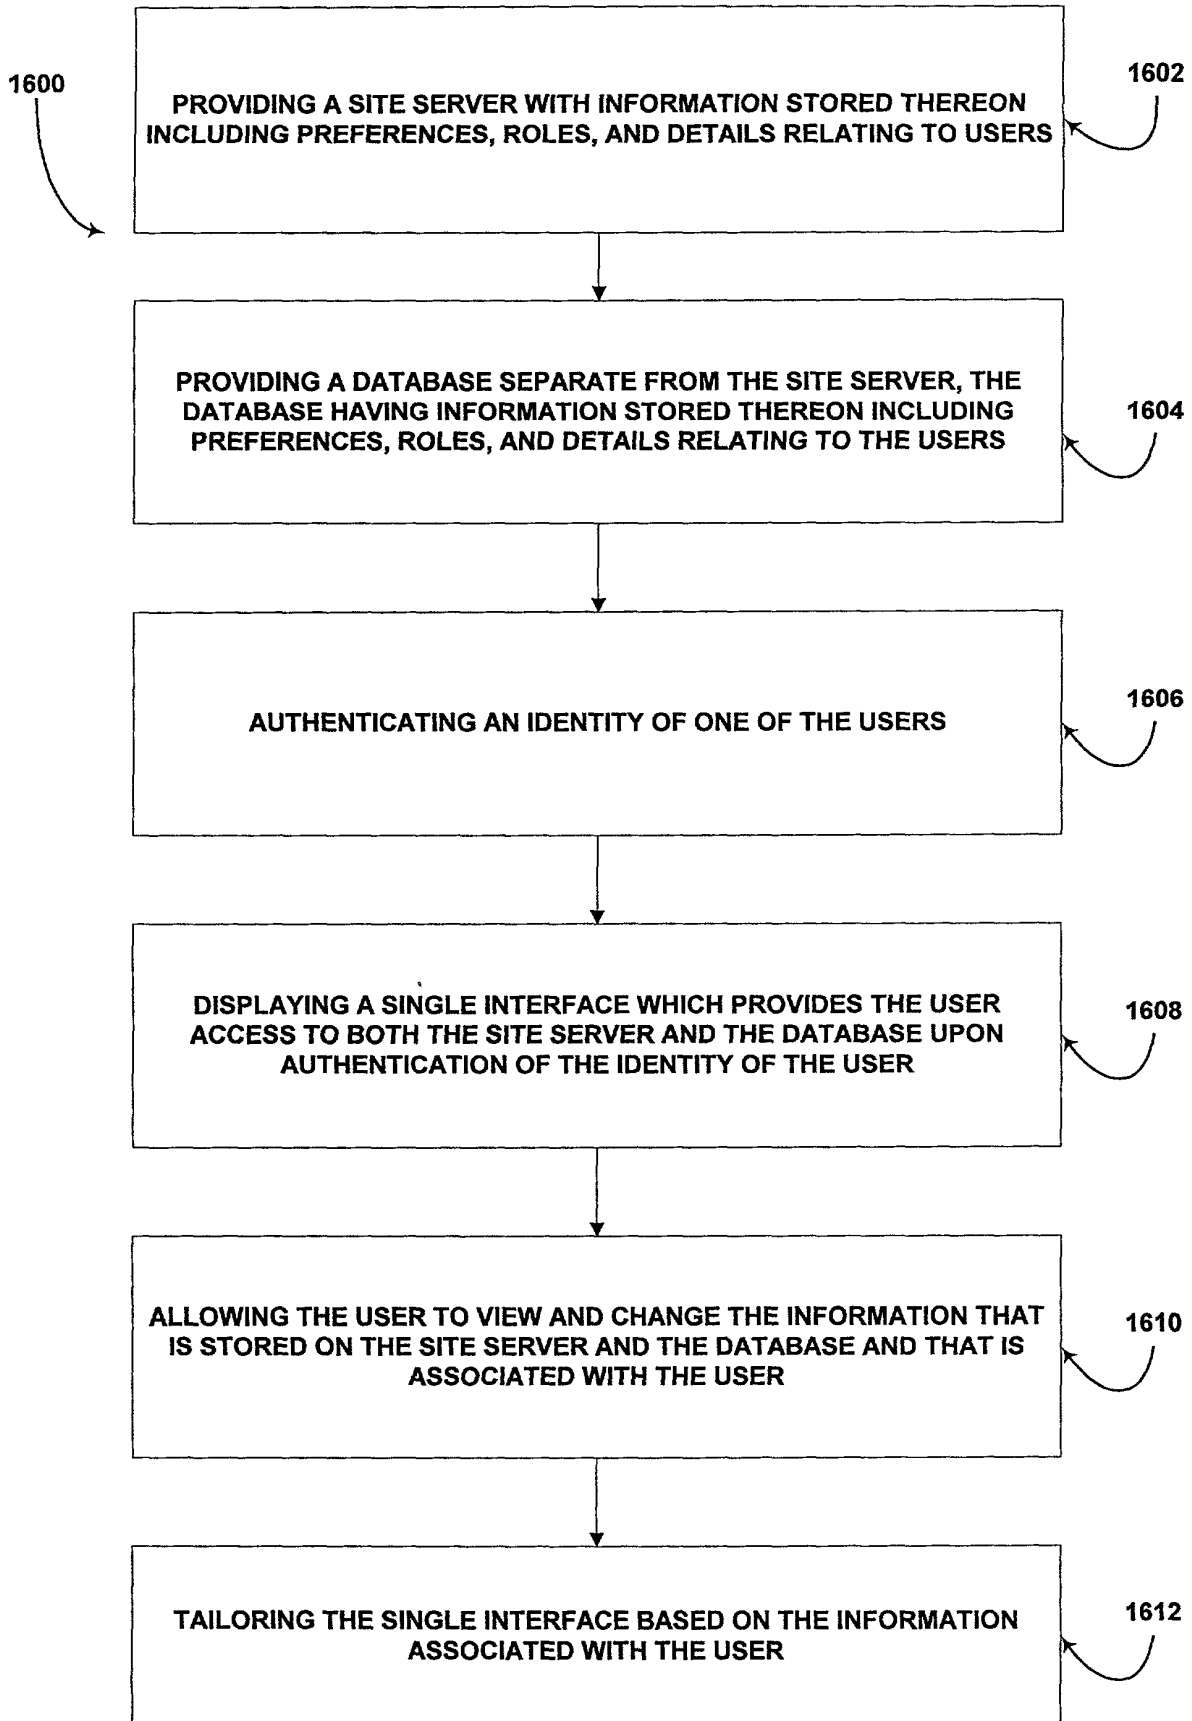 1600
1602
PROVIDING A SITE SERVER WITH INFORMATION STORED THEREON
INCLUDING PREFERENCES, ROLES, AND DETAILS RELATING TO USERS
PROVIDING A DATABASE SEPARATE FROM THE SITE SERVER, THE
DATABASE HAVING INFORMATION STORED THEREON INCLUDING
PREFERENCES, ROLES, AND DETAILS RELATING TO THE USERS
1604
AUTHENTICATING AN IDENTITY OF ONE OF THE USERS
1606
DISPLAYING A SINGLE INTERFACE WHICH PROVIDES THE USER
ACCESS TO BOTH THE SITE SERVER AND THE DATABASE UPON
AUTHENTICATION OF THE IDENTITY OF THE USER
1608
ALLOWING THE USER TO VIEW AND CHANGE THE INFORMATION THAT
IS STORED ON THE SITE SERVER AND THE DATABASE AND THAT IS
ASSOCIATED WITH THE USER
1610
TAILORING THE SINGLE INTERFACE BASED ON THE INFORMATION
ASSOCIATED WITH THE USER
1612